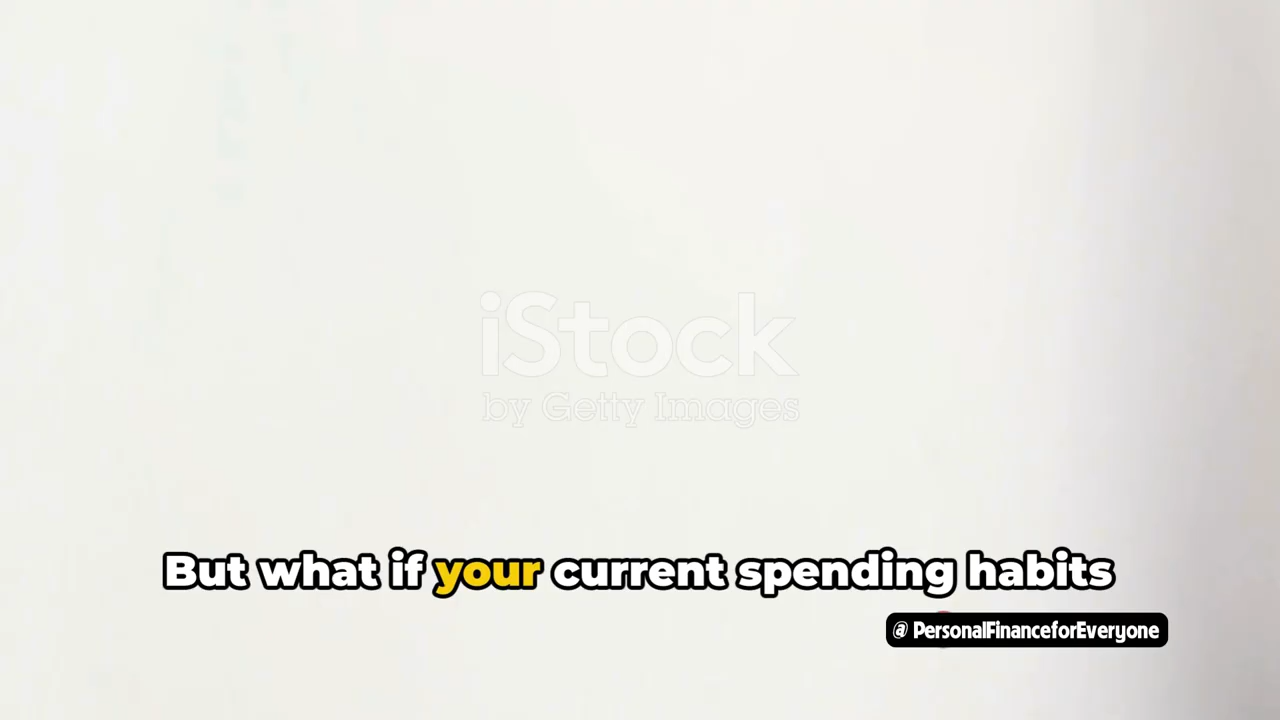 iStock
by Getty Images
But what if your current spending habits
@ PersonalFinanceforEveryone